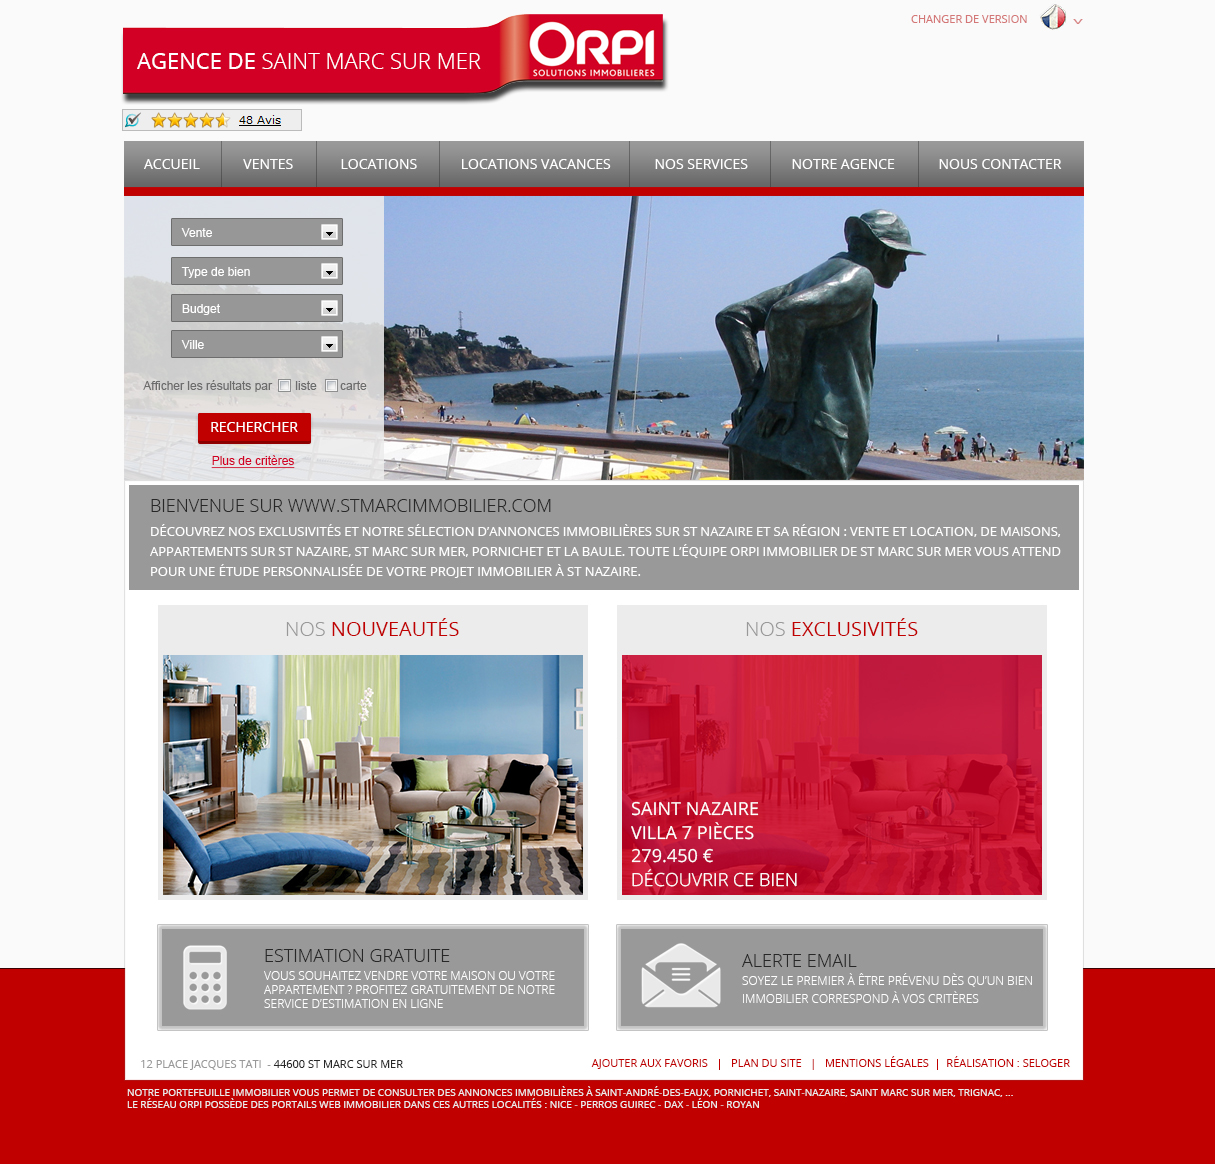 CHANGER DE VERSION
AGENCE DE SAINT MARC SUR MER
ORPI
SOLUTIONS IMMOBILIERES
48 Avis
ACCUEIL
VENTES
LOCATIONS
LOCATIONS VACANCES
NOS SERVICES
NOTRE AGENCE
NOUS CONTACTER
Vente
Type de bien
Budget
Ville
Afficher les résultats par liste carte
RECHERCHER
Plus de critères
BIENVENUE SUR WWW.STMARCIMMOBILIER.COM
DÉCOUVREZ NOS EXCLUSIVITÉS ET NOTRE SÉLECTION D'ANNONCES IMMOBILIÈRES SUR ST NAZAIRE ET SA RÉGION : VENTE ET LOCATION, DE MAISONS,
APPARTEMENTS SUR ST NAZAIRE, ST MARC SUR MER, PORNICHET ET LA BAULE. TOUTE L'ÉQUIPE ORPI IMMOBILIER DE ST MARC SUR MER VOUS ATTEND
POUR UNE ÉTUDE PERSONNALISÉE DE VOTRE PROJET IMMOBILIER À ST NAZAIRE.
NOS NOUVEAUTÉS
NOS EXCLUSIVITÉS
SAINT NAZAIRE
VILLA 7 PIÈCES
279.450 €
DÉCOUVRIR CE BIEN
ESTIMATION GRATUITE
VOUS SOUHAITEZ VENDRE VOTRE MAISON OU VOTRE
APPARTEMENT ? PROFITEZ GRATUITEMENT DE NOTRE
SERVICE D'ESTIMATION EN LIGNE
ALERTE EMAIL
SOYEZ LE PREMIER À ÊTRE PRÉVENU DÈS QU'UN BIEN
IMMOBILIER CORRESPOND À VOS CRITÈRES
12 PLACE JACQUES TATI - 44600 ST MARC SUR MER
AJOUTER AUX FAVORIS | PLAN DU SITE | MENTIONS LÉGALES | RÉALISATION : SELOGER
NOTRE PORTEFEUILLE IMMOBILIER VOUS PERMET DE CONSULTER DES ANNONCES IMMOBILIÈRES À SAINT-ANDRÉ-DES-EAUX, PORNICHET, SAINT-NAZAIRE, SAINT MARC SUR MER, TRIGNAC, ...
LE RÉSEAU ORPI POSSÈDE DES PORTAILS WEB IMMOBILIER DANS CES AUTRES LOCALITÉS : NICE - PERROS GUIREC - DAX - LÉON - ROYAN